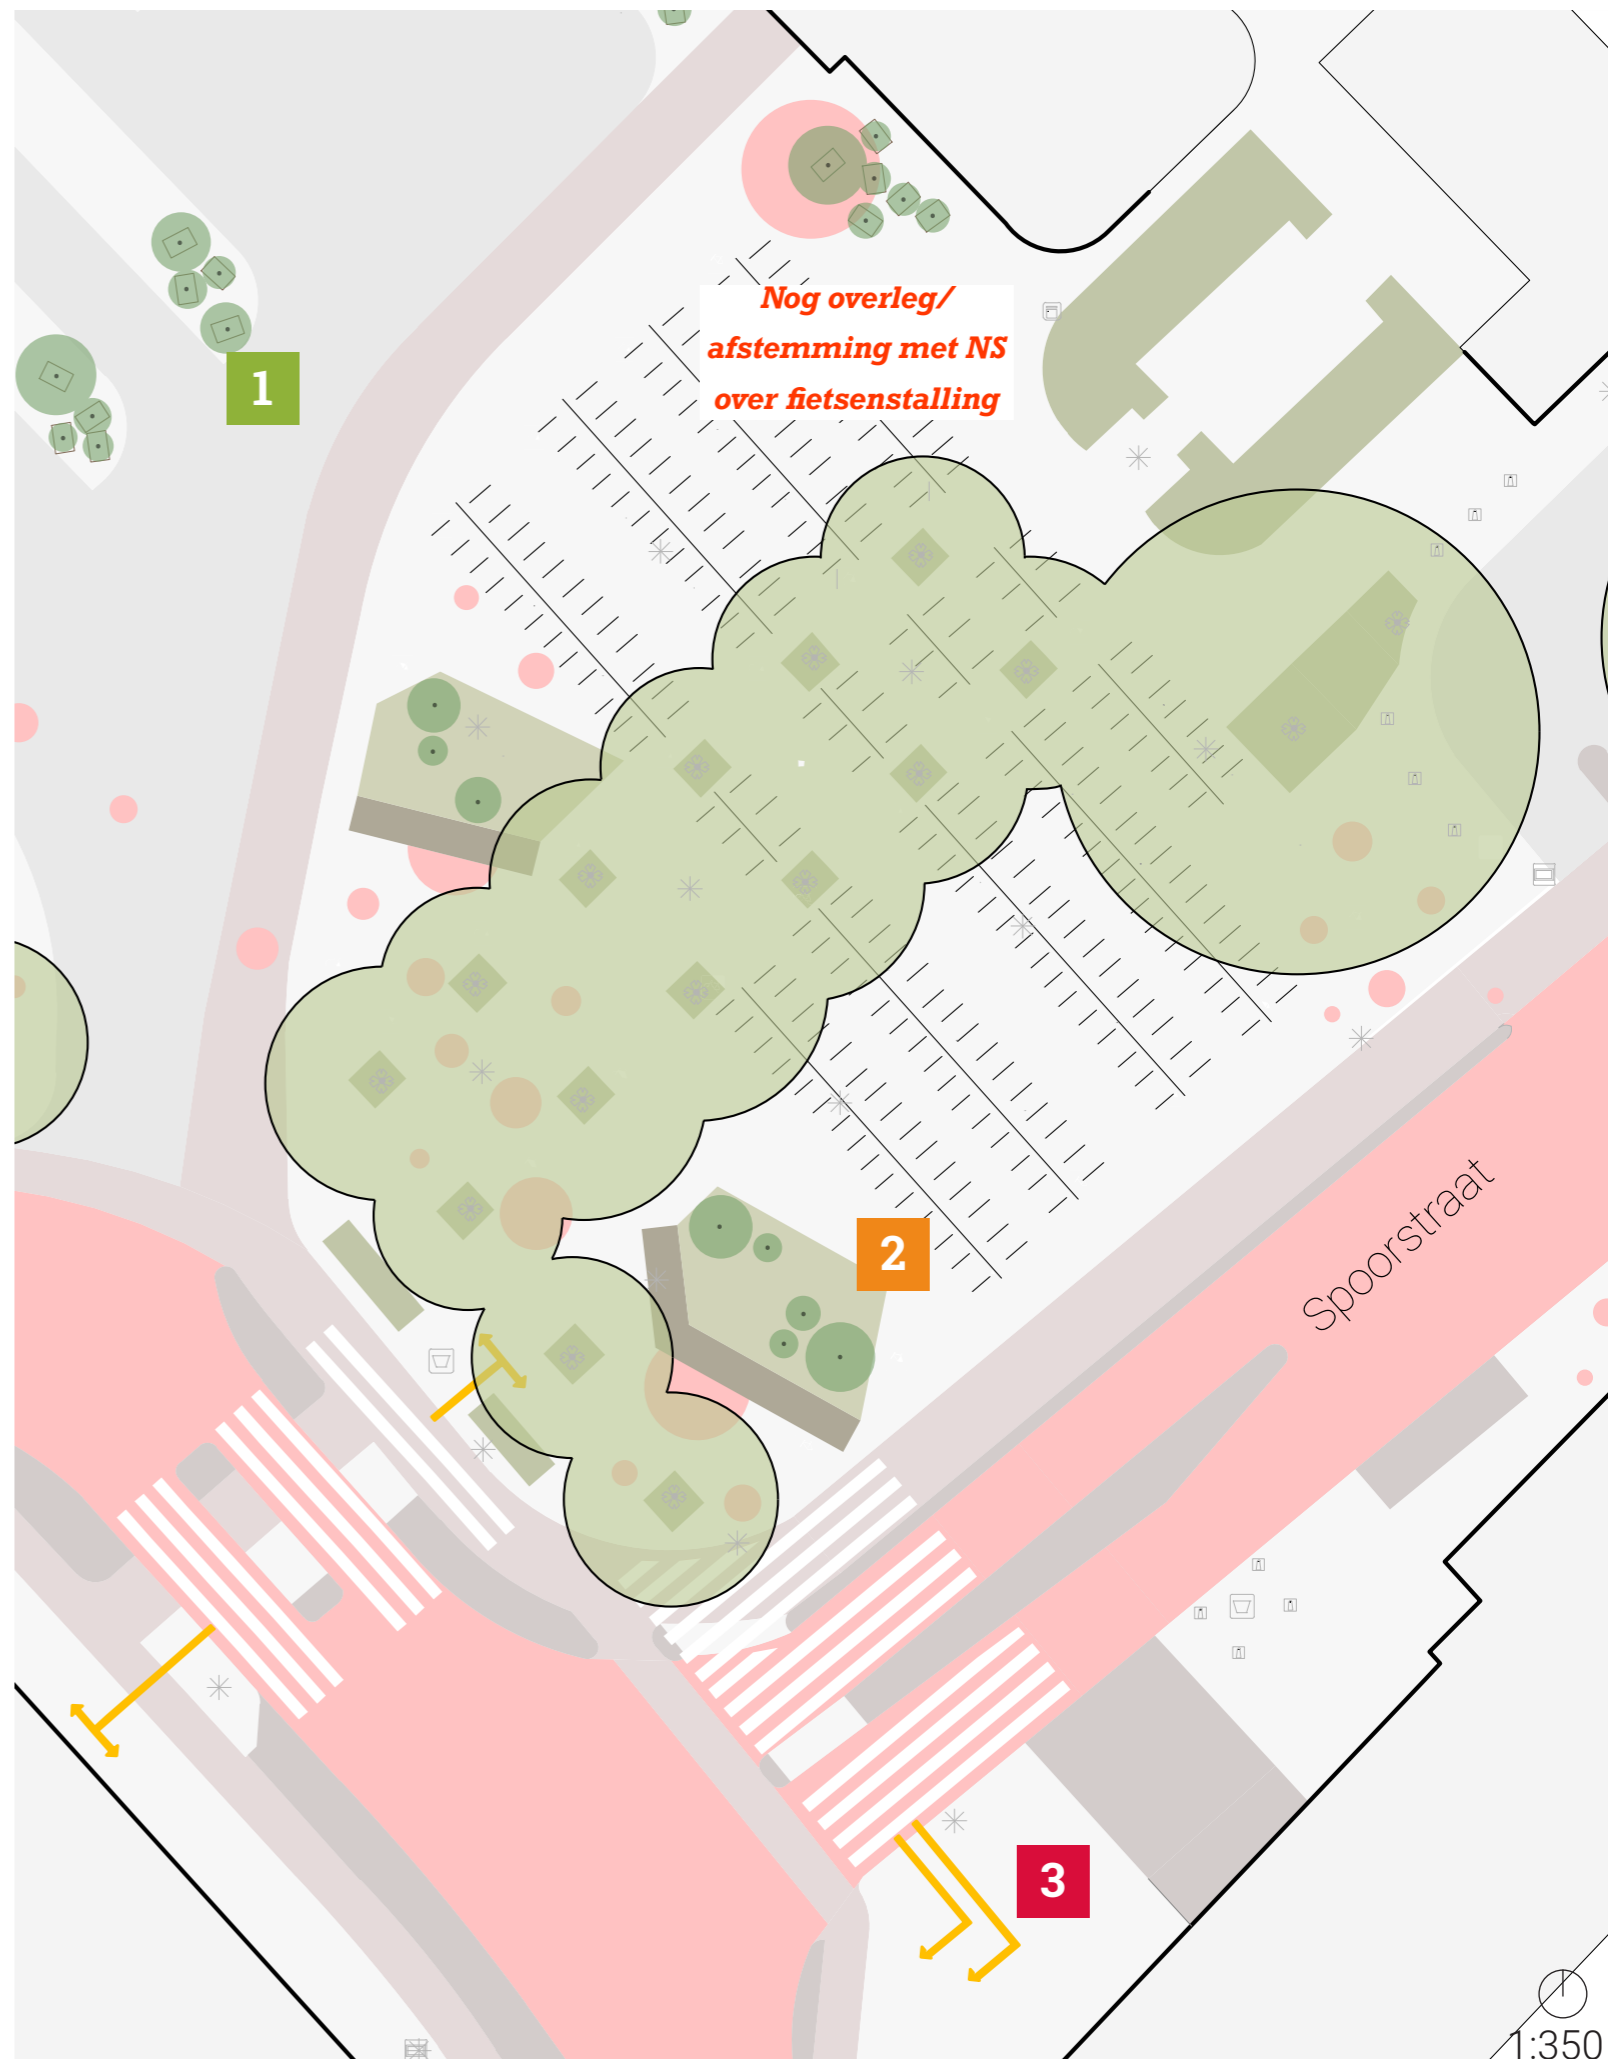 Nog overleg/
afstemming met NS
over fietsenstalling
1
2
Spoorstraat
3
1:350